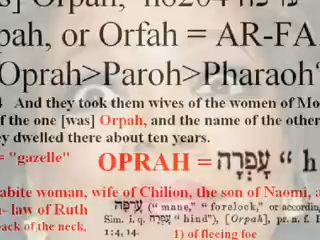 s] Orpah, "h6204 עָרְפָּה
pah, or Orfah = AR-FA
Oprah>Paroh>Pharaoh
4 And they took them wives of the women of Mo
f the one [was] Orpah, and the name of the other
ey dwelled there about ten years.
= "gazelle"
OPRAH = עָפְרָה “ h
abite woman, wife of Chilion, the son of Naomi, a
- law of Ruth
עָרְפָּה (“ mane,” “ forelock,” or according
Sim. i. q. עָפְרָה “ hind”), [Orpah], pr. n. f. I
back of the neck,
1:4, 14.
1) of fleeing foe